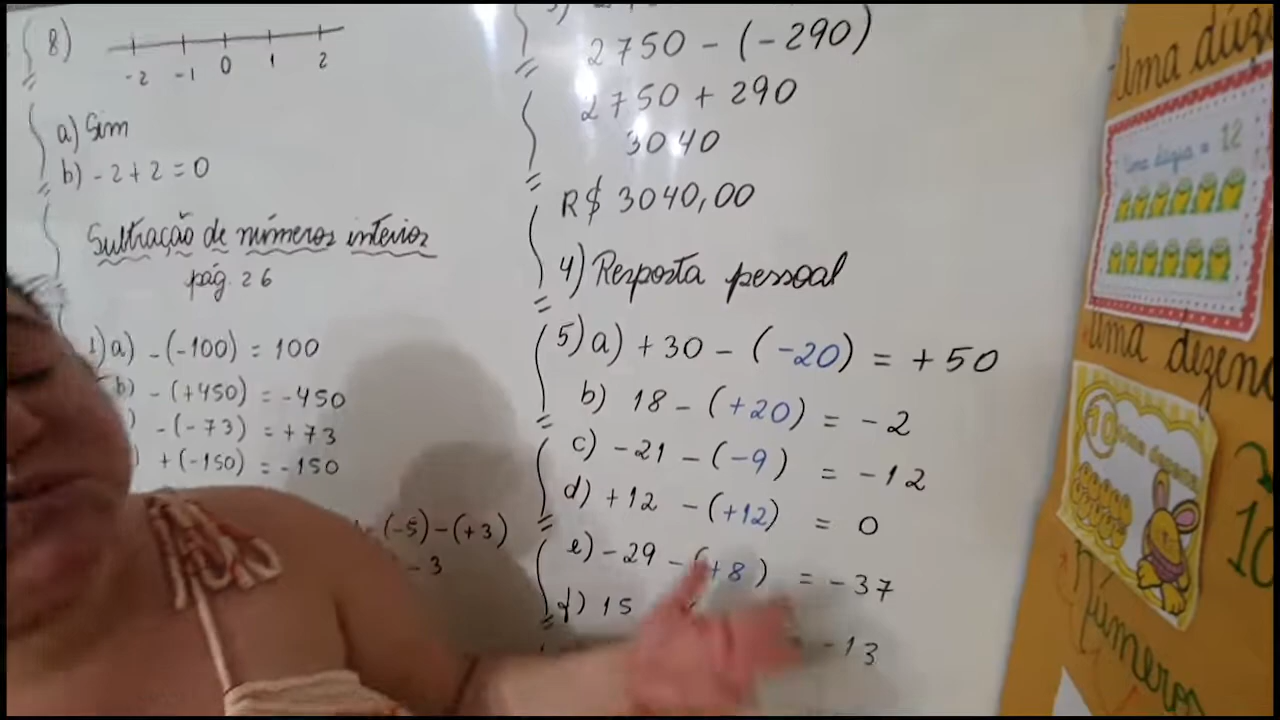 8)
-2 -1 0 1 2
a) Sim
b) -2+2=0
Subtração de números inteiros
pág. 26
1) a) -(-100) = 100
b) -(+450) = -450
) -(-73) = +73
) +(-150) = -150
(-5)-(+3)
-3
2750 - (-290)
2750 + 290
3040
R$ 3040,00
4) Resposta pessoal
5) a) +30 - (-20) = +50
b) 18 - (+20) = -2
c) -21 - (-9) = -12
d) +12 - (+12) = 0
e) -29 - (+8) = -37
f) 15
-13
Uma
Uma dúzia = 12
Uma dezena
10
Números